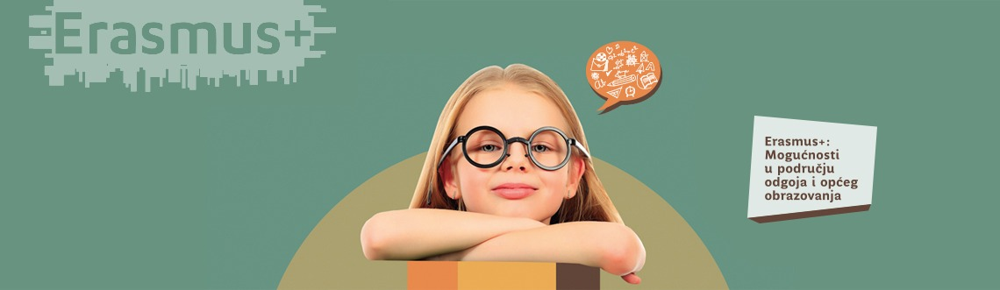 Erasmus+
Erasmus+:
Mogućnosti
u području
odgoja i općeg
obrazovanja